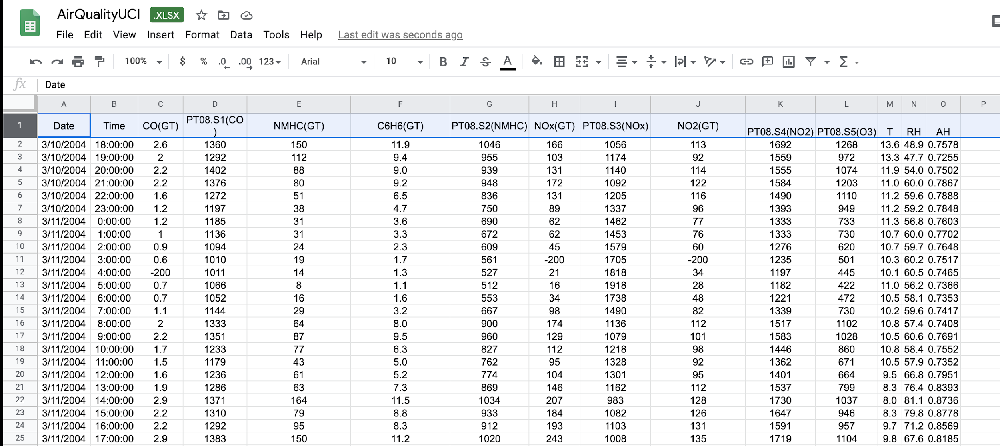 AirQualityUCI .XLSX
File Edit View Insert Format Data Tools Help Last edit was seconds ago
100% $ % .0 .00 123 Arial 10 B I S A
fx Date
A B C D E F G H I J K L M N O P
1 Date Time CO(GT) PT08.S1(CO) NMHC(GT) C6H6(GT) PT08.S2(NMHC) NOx(GT) PT08.S3(NOx) NO2(GT) PT08.S4(NO2) PT08.S5(O3) T RH AH
2 3/10/2004 18:00:00 2.6 1360 150 11.9 1046 166 1056 113 1692 1268 13.6 48.9 0.7578
3 3/10/2004 19:00:00 2 1292 112 9.4 955 103 1174 92 1559 972 13.3 47.7 0.7255
4 3/10/2004 20:00:00 2.2 1402 88 9.0 939 131 1140 114 1555 1074 11.9 54.0 0.7502
5 3/10/2004 21:00:00 2.2 1376 80 9.2 948 172 1092 122 1584 1203 11.0 60.0 0.7867
6 3/10/2004 22:00:00 1.6 1272 51 6.5 836 131 1205 116 1490 1110 11.2 59.6 0.7888
7 3/10/2004 23:00:00 1.2 1197 38 4.7 750 89 1337 96 1393 949 11.2 59.2 0.7848
8 3/11/2004 0:00:00 1.2 1185 31 3.6 690 62 1462 77 1333 733 11.3 56.8 0.7603
9 3/11/2004 1:00:00 1 1136 31 3.3 672 62 1453 76 1333 730 10.7 60.0 0.7702
10 3/11/2004 2:00:00 0.9 1094 24 2.3 609 45 1579 60 1276 620 10.7 59.7 0.7648
11 3/11/2004 3:00:00 0.6 1010 19 1.7 561 -200 1705 -200 1235 501 10.3 60.2 0.7517
12 3/11/2004 4:00:00 -200 1011 14 1.3 527 21 1818 34 1197 445 10.1 60.5 0.7465
13 3/11/2004 5:00:00 0.7 1066 8 1.1 512 16 1918 28 1182 422 11.0 56.2 0.7366
14 3/11/2004 6:00:00 0.7 1052 16 1.6 553 34 1738 48 1221 472 10.5 58.1 0.7353
15 3/11/2004 7:00:00 1.1 1144 29 3.2 667 98 1490 82 1339 730 10.2 59.6 0.7417
16 3/11/2004 8:00:00 2 1333 64 8.0 900 174 1136 112 1517 1102 10.8 57.4 0.7408
17 3/11/2004 9:00:00 2.2 1351 87 9.5 960 129 1079 101 1583 1028 10.5 60.6 0.7691
18 3/11/2004 10:00:00 1.7 1233 77 6.3 827 112 1218 98 1446 860 10.8 58.4 0.7552
19 3/11/2004 11:00:00 1.5 1179 43 5.0 762 95 1328 92 1362 671 10.5 57.9 0.7352
20 3/11/2004 12:00:00 1.6 1236 61 5.2 774 104 1301 95 1401 664 9.5 66.8 0.7951
21 3/11/2004 13:00:00 1.9 1286 63 7.3 869 146 1162 112 1537 799 8.3 76.4 0.8393
22 3/11/2004 14:00:00 2.9 1371 164 11.5 1034 207 983 128 1730 1037 8.0 81.1 0.8736
23 3/11/2004 15:00:00 2.2 1310 79 8.8 933 184 1082 126 1647 946 8.3 79.8 0.8778
24 3/11/2004 16:00:00 2.2 1292 95 8.3 912 193 1103 131 1591 957 9.7 71.2 0.8569
25 3/11/2004 17:00:00 2.9 1383 150 11.2 1020 243 1008 135 1719 1104 9.8 67.6 0.8185